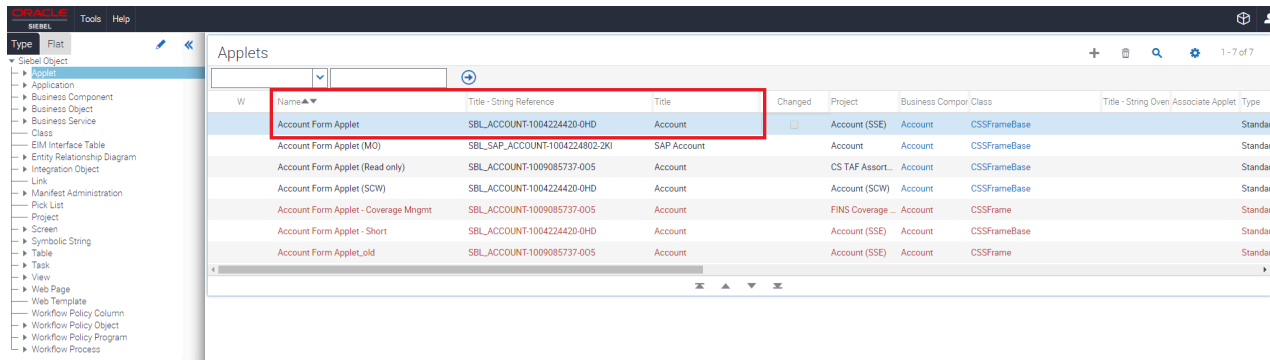 ORACLE
SIEBEL
Tools Help
Type Flat
Siebel Object
Applet
Application
Business Component
Business Object
Business Service
Class
EIM Interface Table
Entity Relationship Diagram
Integration Object
Link
Manifest Administration
Pick List
Project
Screen
Symbolic String
Table
Task
View
Web Page
Web Template
Workflow Policy Column
Workflow Policy Object
Workflow Policy Program
Workflow Process
Applets
1 - 7 of 7
W Name Title - String Reference Title Changed Project Business Compor Class Title - String Overr Associate Applet Type
Account Form Applet SBL_ACCOUNT-1004224420-0HD Account Account (SSE) Account CSSFrameBase Standar
Account Form Applet (MO) SBL_SAP_ACCOUNT-1004224802-2KI SAP Account Account Account CSSFrameBase Standar
Account Form Applet (Read only) SBL_ACCOUNT-1009085737-0O5 Account CS TAF Assort... Account CSSFrameBase Standar
Account Form Applet (SCW) SBL_ACCOUNT-1004224420-0HD Account Account (SCW) Account CSSFrameBase Standar
Account Form Applet - Coverage Mngmt SBL_ACCOUNT-1009085737-0O5 Account FINS Coverage ... Account CSSFrame Standar
Account Form Applet - Short SBL_ACCOUNT-1004224420-0HD Account Account (SSE) Account CSSFrameBase Standar
Account Form Applet_old SBL_ACCOUNT-1009085737-0O5 Account Account (SSE) Account CSSFrame Standar